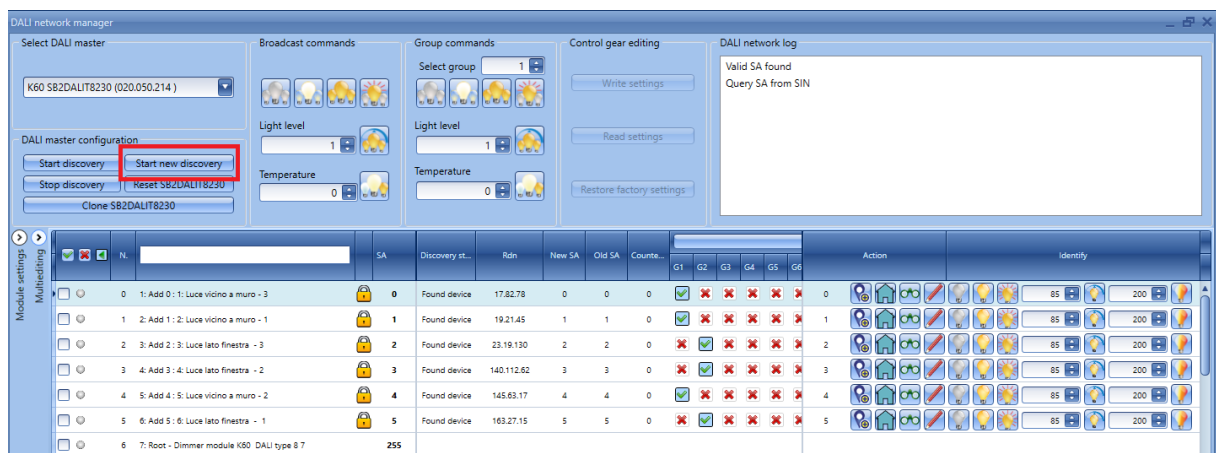 DALI network manager
Select DALI master
K60 SB2DALIT8230 (020.050.214 )
DALI master configuration
Start discovery Start new discovery
Stop discovery Reset SB2DALIT8230
Clone SB2DALIT8230
Broadcast commands
Light level
1
Temperature
0
Group commands
Select group 1
Light level
1
Temperature
0
Control gear editing
Write settings
Read settings
Restore factory settings
DALI network log
Valid SA found
Query SA from SIN
Module settings
Multiediting
N. SA Discovery st... Rdn New SA Old SA Counte... G1 G2 G3 G4 G5 G6 Action Identify
0 1: Add 0 : 1: Luce vicino a muro - 3 0 Found device 17.82.78 0 0 0 0 85 200
1 2: Add 1 : 2: Luce vicino a muro - 1 1 Found device 19.21.45 1 1 0 1 85 200
2 3: Add 2 : 3: Luce lato finestra - 3 2 Found device 23.19.130 2 2 0 2 85 200
3 4: Add 3 : 4: Luce lato finestra - 2 3 Found device 140.112.62 3 3 0 3 85 200
4 5: Add 4 : 5: Luce vicino a muro - 2 4 Found device 145.63.17 4 4 0 4 85 200
5 6: Add 5 : 6: Luce lato finestra - 1 5 Found device 163.27.15 5 5 0 5 85 200
6 7: Root - Dimmer module K60 DALI type 8 7 255